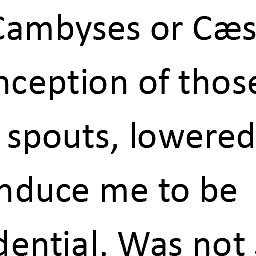 Cambyses or Cæs
nception of those
spouts, lowered
nduce me to be
dential. Was not